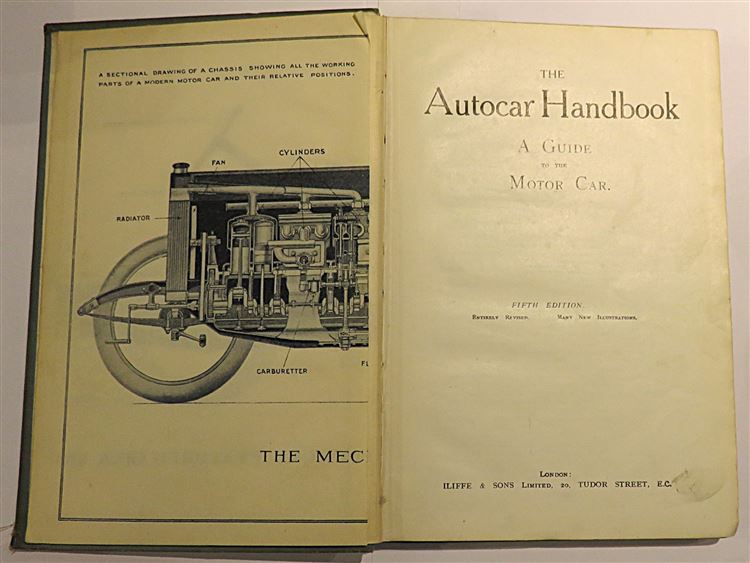 A SECTIONAL DRAWING OF A CHASSIS SHOWING ALL THE WORKING
PARTS OF A MODERN MOTOR CAR AND THEIR RELATIVE POSITIONS.
CYLINDERS
FAN
RADIATOR
CARBURETTER
FL
THE MEC
THE
Autocar Handbook
A GUIDE
TO THE
MOTOR CAR.
FIFTH EDITION.
ENTIRELY REVISED. MANY NEW ILLUSTRATIONS.
LONDON:
ILIFFE & SONS LIMITED, 20, TUDOR STREET, E.C.